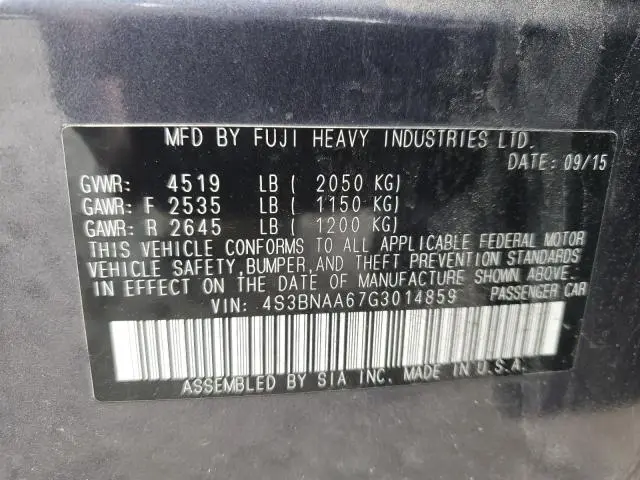 MFD BY FUJI HEAVY INDUSTRIES LTD.
DATE: 09/15
GVWR: 4519 LB ( 2050 KG)
GAWR: F 2535 LB ( 1150 KG)
GAWR: R 2645 LB ( 1200 KG)
THIS VEHICLE CONFORMS TO ALL APPLICABLE FEDERAL MOTOR
VEHICLE SAFETY, BUMPER, AND THEFT PREVENTION STANDARDS
IN EFFECT ON THE DATE OF MANUFACTURE SHOWN ABOVE.
VIN: 4S3BNAA67G3014859 PASSENGER CAR
ASSEMBLED BY SIA INC. MADE IN U.S.A.